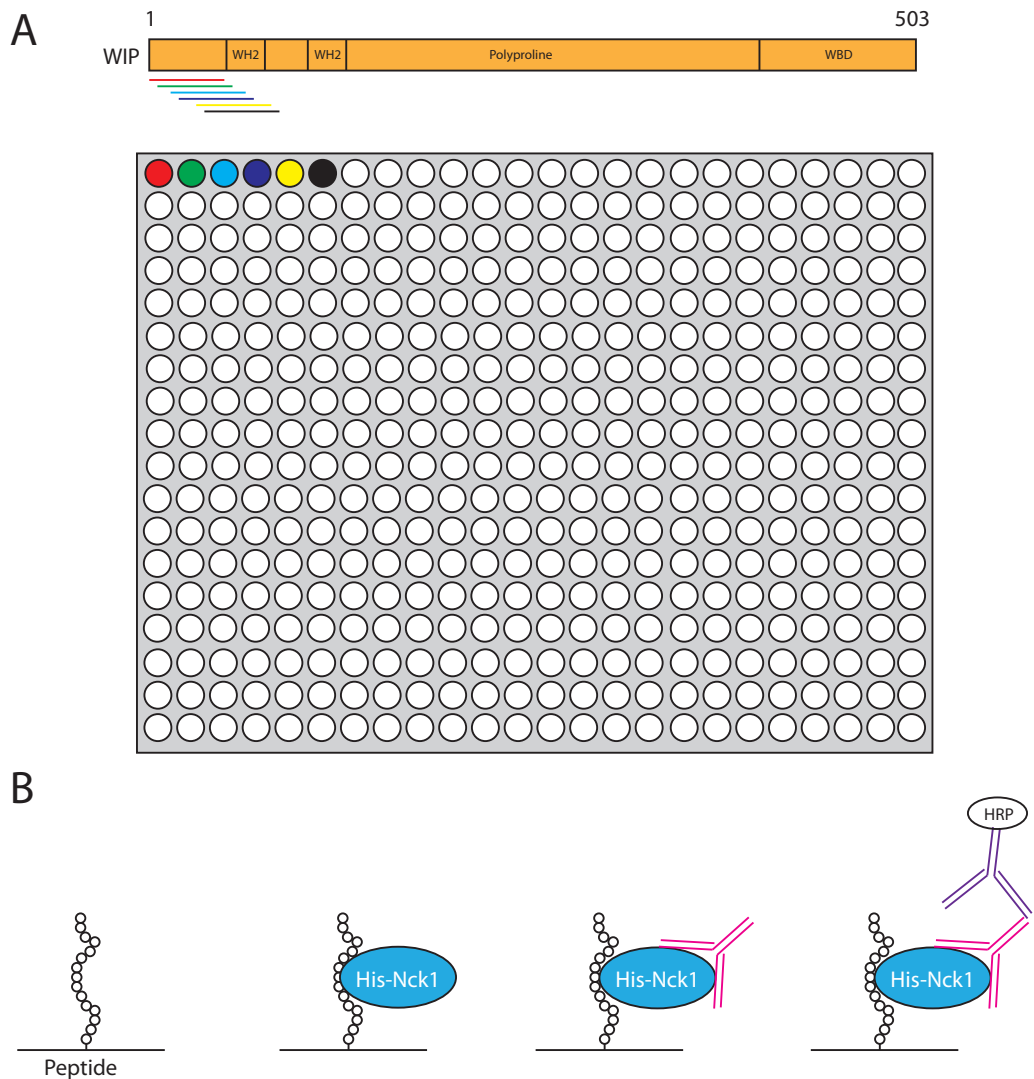 A
1 503
WIP WH2 WH2 Polyproline WBD
B
HRP
His-Nck1 His-Nck1 His-Nck1
Peptide